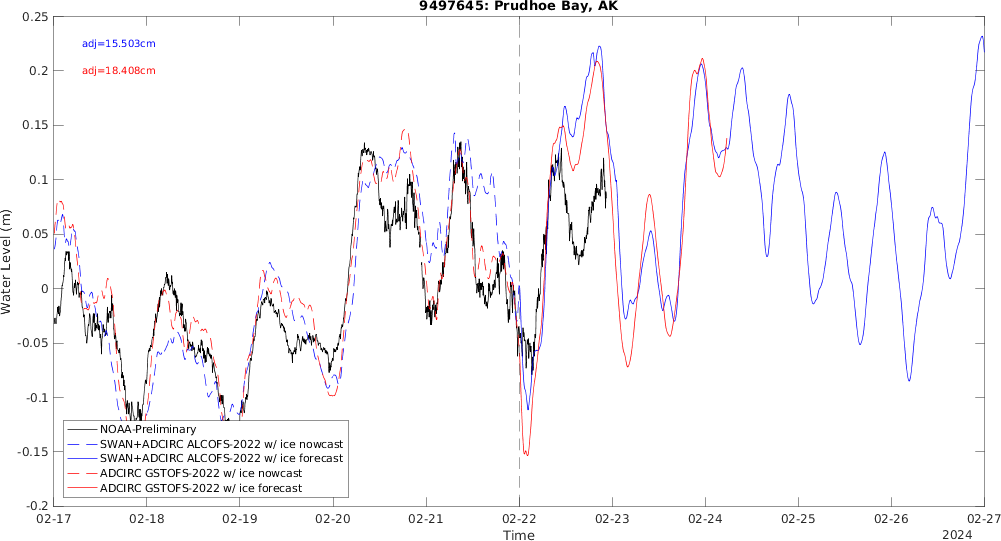 9497645: Prudhoe Bay, AK
0.25
adj=15.503cm
adj=18.408cm
0.2
0.15
0.1
0.05
0
-0.05
-0.1
-0.15
-0.2
Water Level (m)
NOAA-Preliminary
SWAN+ADCIRC ALCOFS-2022 w/ ice nowcast
SWAN+ADCIRC ALCOFS-2022 w/ ice forecast
ADCIRC GSTOFS-2022 w/ ice nowcast
ADCIRC GSTOFS-2022 w/ ice forecast
02-17 02-18 02-19 02-20 02-21 02-22 02-23 02-24 02-25 02-26 02-27
Time
2024